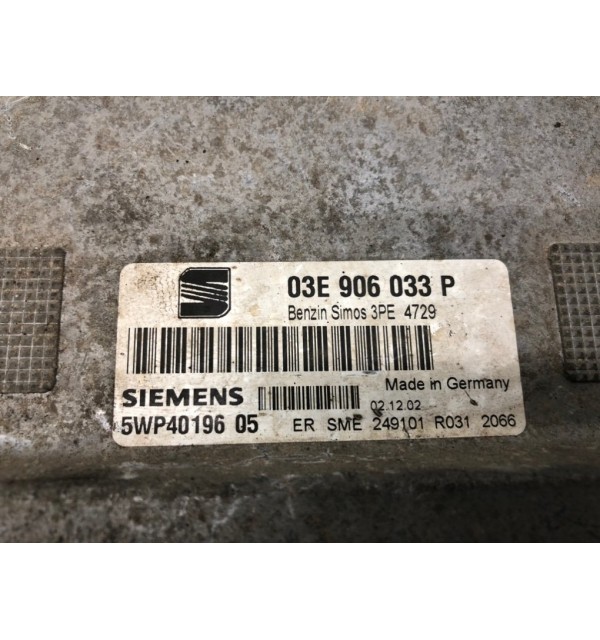 03E 906 033 P
Benzin Simos 3PE 4729
SIEMENS
Made in Germany
02.12.02
5WP40196 05
ER SME 249101 R031 2066